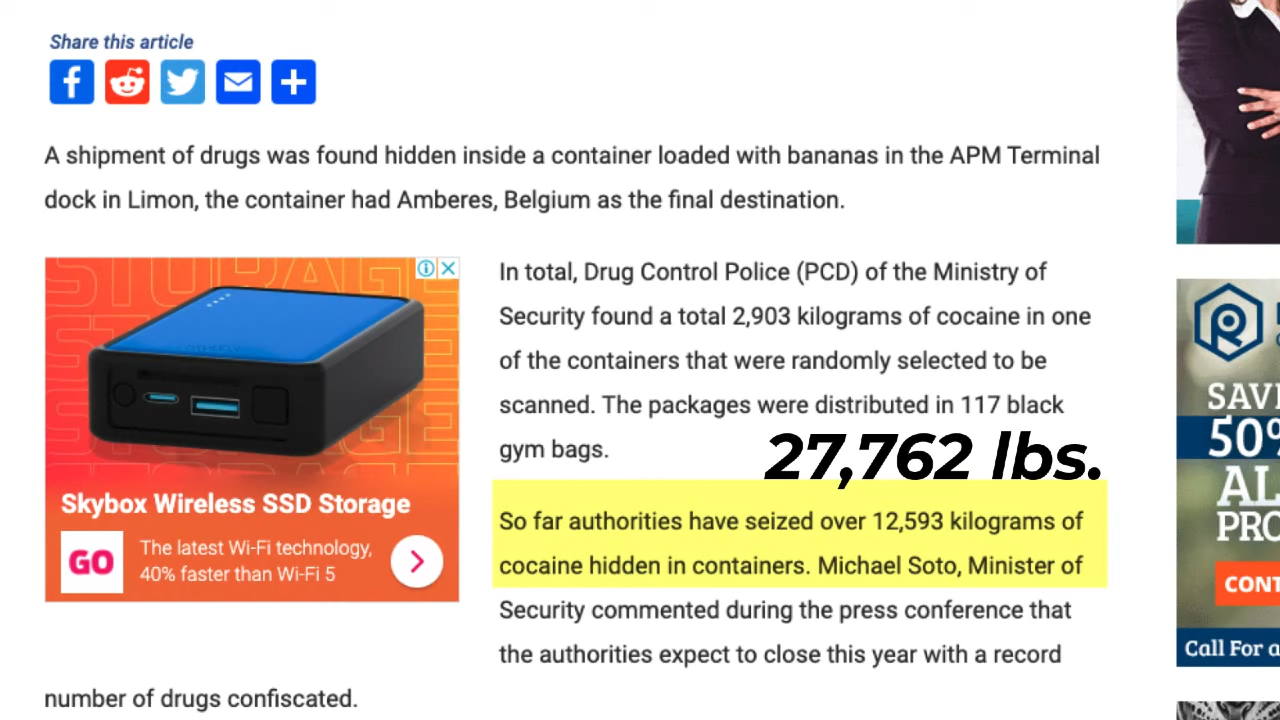 Share this article
A shipment of drugs was found hidden inside a container loaded with bananas in the APM Terminal
dock in Limon, the container had Amberes, Belgium as the final destination.
In total, Drug Control Police (PCD) of the Ministry of
Security found a total 2,903 kilograms of cocaine in one
of the containers that were randomly selected to be
scanned. The packages were distributed in 117 black
gym bags.
27,762 lbs.
So far authorities have seized over 12,593 kilograms of
cocaine hidden in containers. Michael Soto, Minister of
Security commented during the press conference that
the authorities expect to close this year with a record
number of drugs confiscated.
STORAGE
Skybox Wireless SSD Storage
GO
The latest Wi-Fi technology,
40% faster than Wi-Fi 5
SAVI
50%
AL
PRO
CONT
Call For a